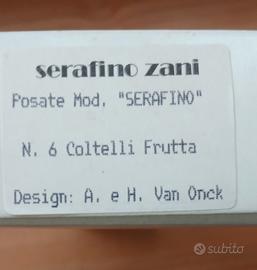 serafino zani
Posate Mod. "SERAFINO"
N. 6 Coltelli Frutta
Design: A. e H. Van Onck
subito